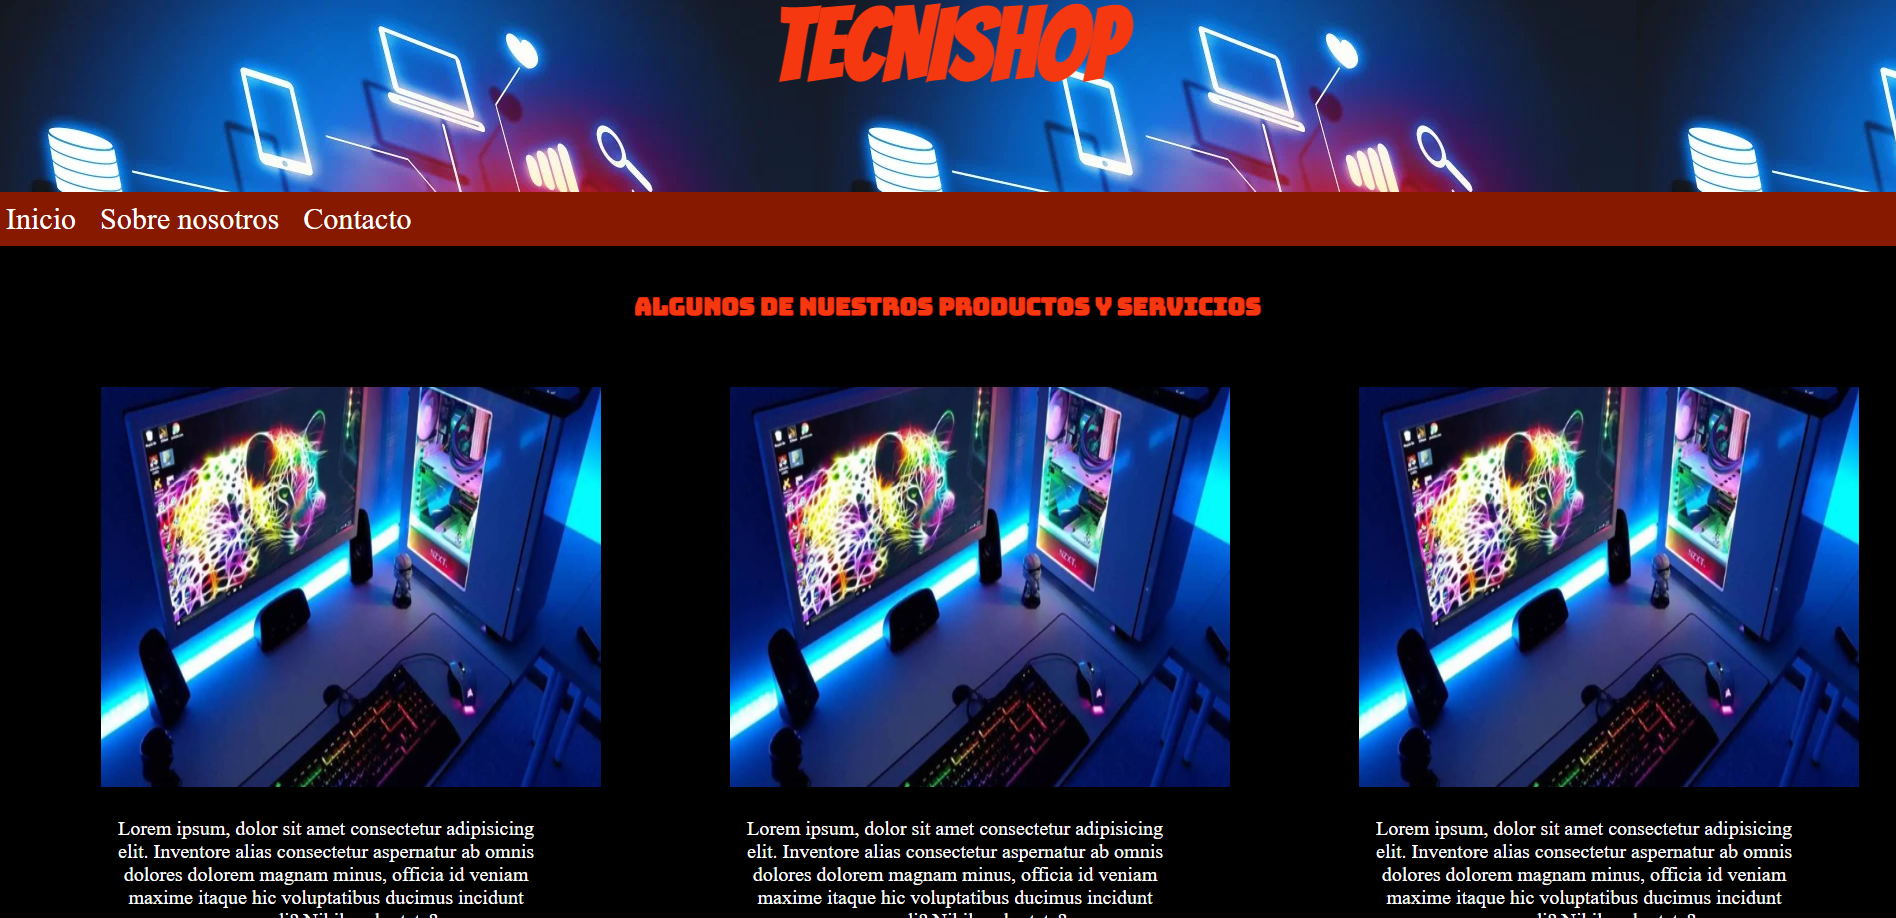 TECNISHOP
Inicio Sobre nosotros Contacto
ALGUNOS DE NUESTROS PRODUCTOS Y SERVICIOS
NZXT
NZXT
NZXT
Lorem ipsum, dolor sit amet consectetur adipisicing
elit. Inventore alias consectetur aspernatur ab omnis
dolores dolorem magnam minus, officia id veniam
maxime itaque hic voluptatibus ducimus incidunt
Lorem ipsum, dolor sit amet consectetur adipisicing
elit. Inventore alias consectetur aspernatur ab omnis
dolores dolorem magnam minus, officia id veniam
maxime itaque hic voluptatibus ducimus incidunt
Lorem ipsum, dolor sit amet consectetur adipisicing
elit. Inventore alias consectetur aspernatur ab omnis
dolores dolorem magnam minus, officia id veniam
maxime itaque hic voluptatibus ducimus incidunt